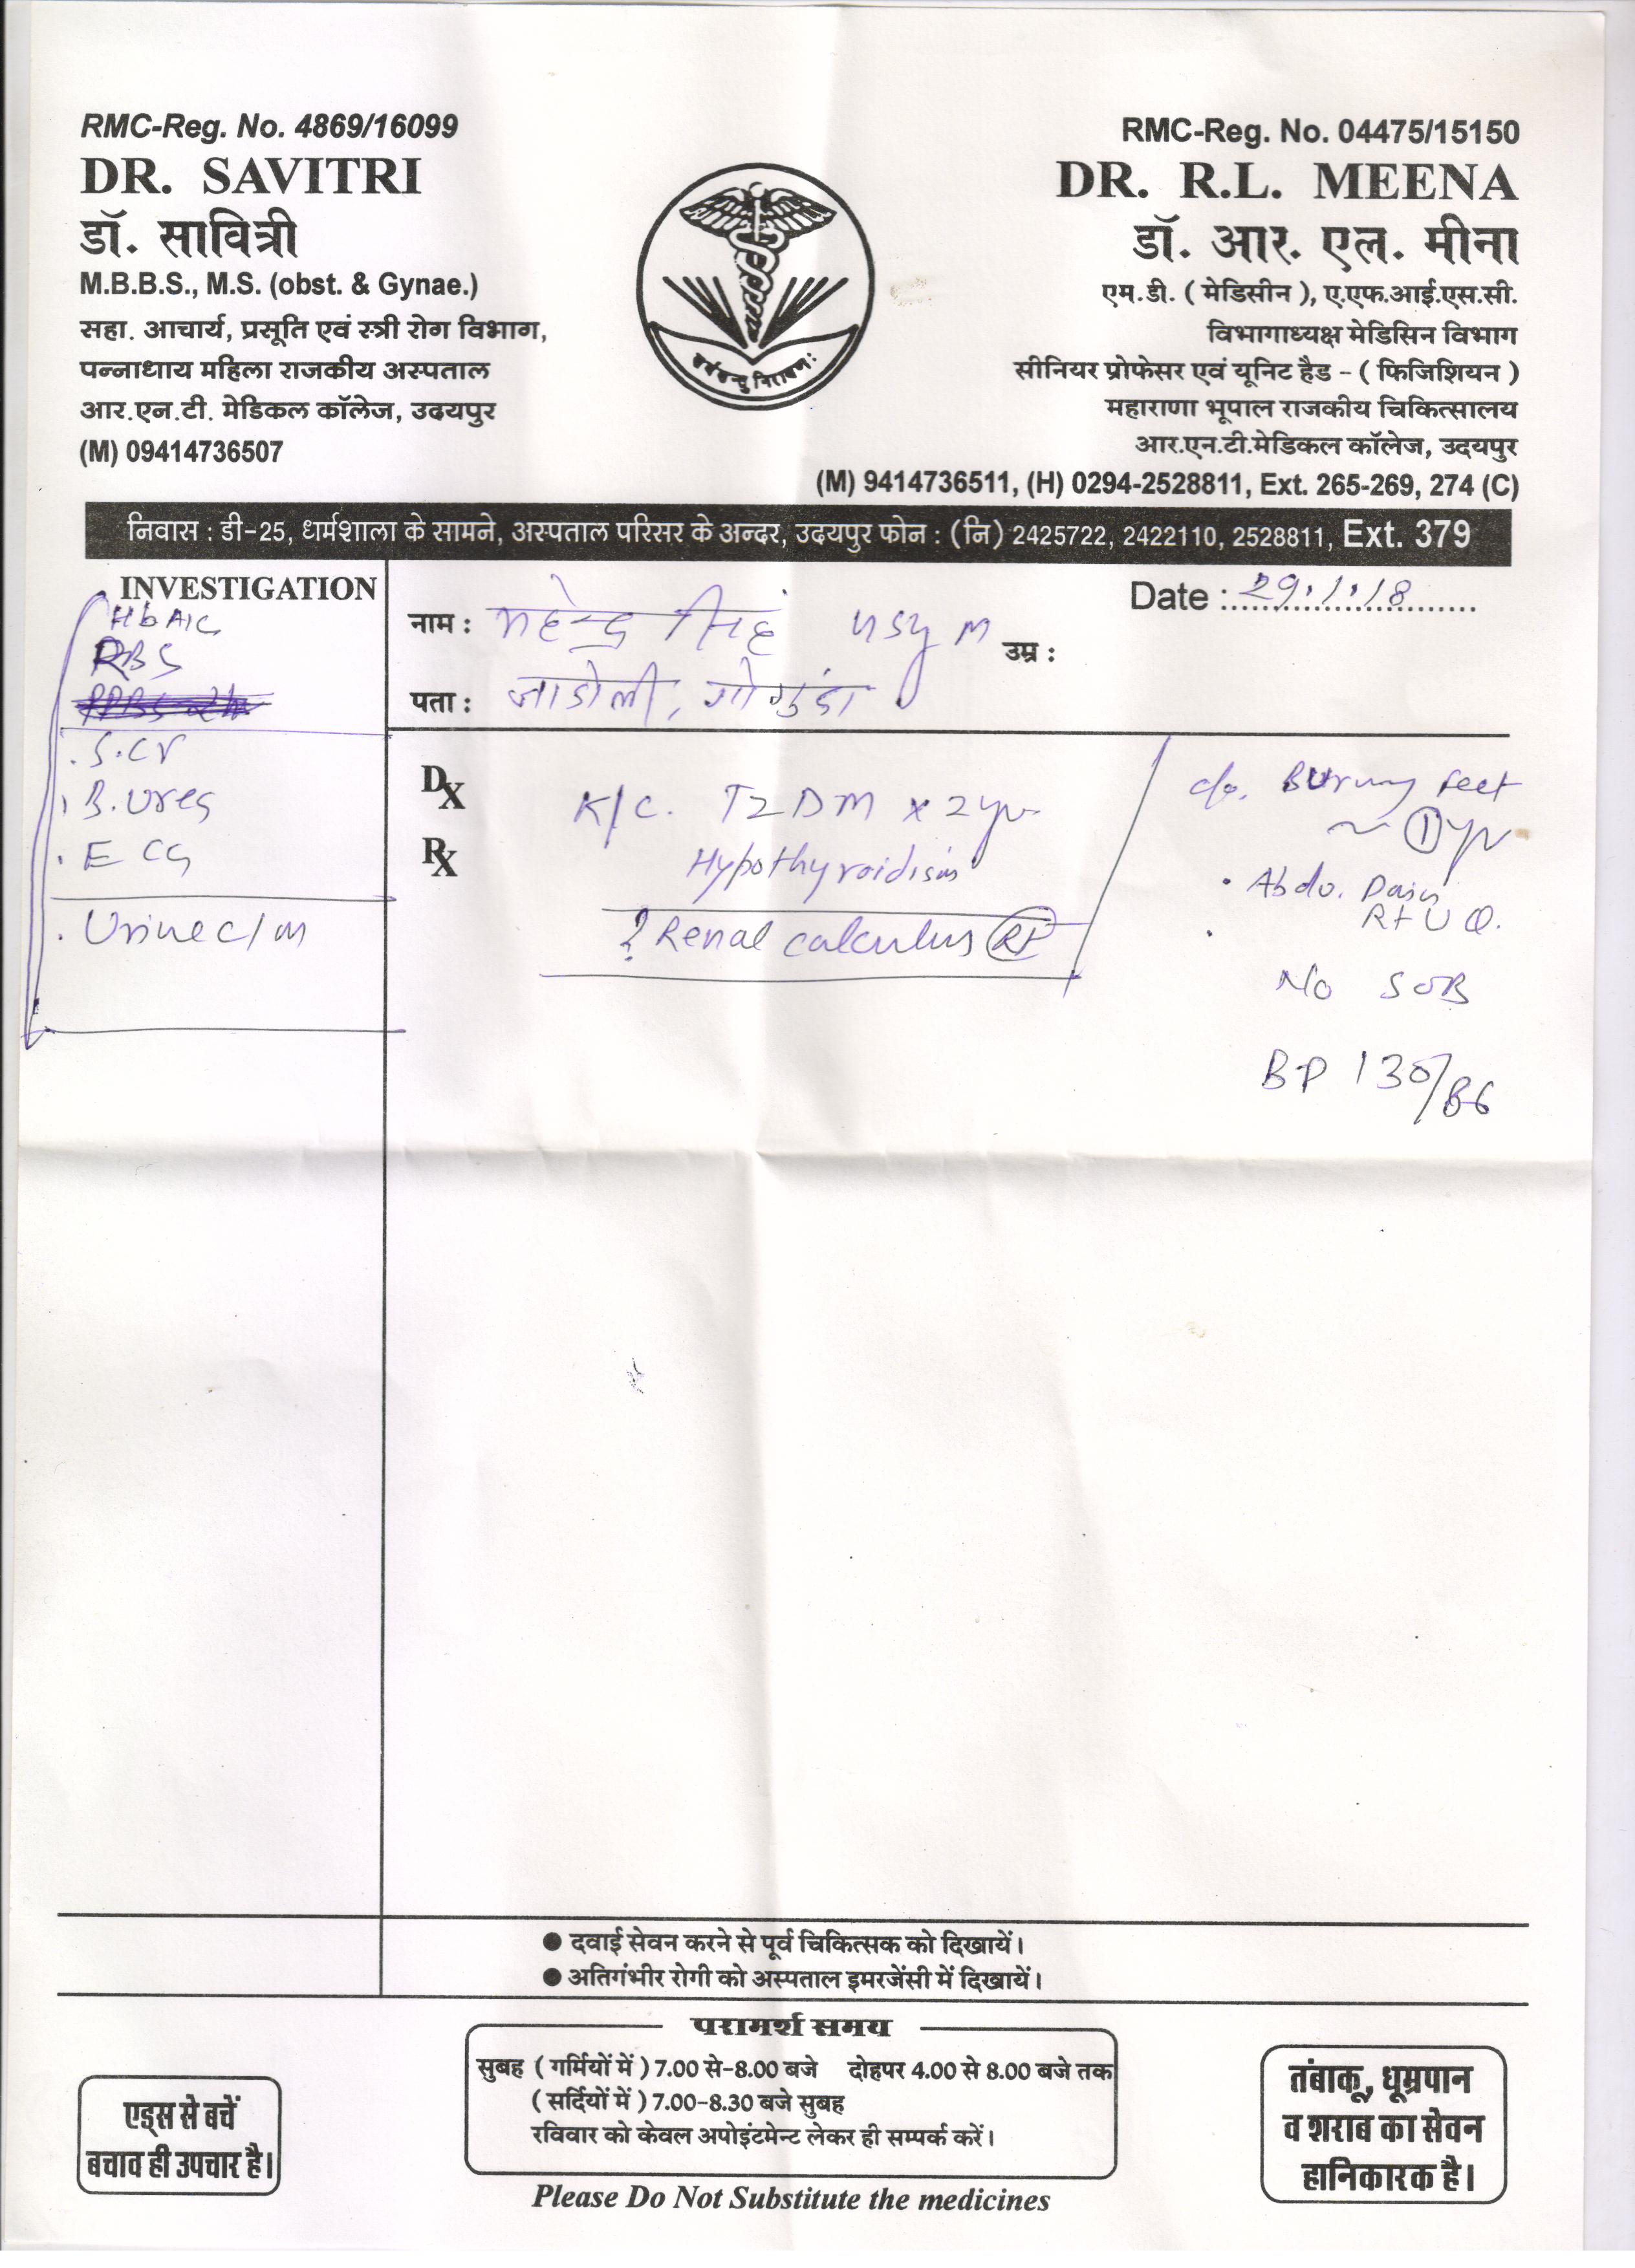 RMC-Reg. No. 4869/16099
DR. SAVITRI
डॉ. सावित्री
M.B.B.S., M.S. (obst. & Gynae.)
सहा. आचार्य, प्रसूति एवं स्त्री रोग विभाग,
पन्नाधाय महिला राजकीय अस्पताल
आर.एन.टी. मेडिकल कॉलेज, उदयपुर
(M) 09414736507
RMC-Reg. No. 04475/15150
DR. R.L. MEENA
डॉ. आर. एल. मीना
एम.डी. ( मेडिसीन ), ए.एफ.आई.एस.सी.
विभागाध्यक्ष मेडिसिन विभाग
सीनियर प्रोफेसर एवं यूनिट हैड - ( फिजिशियन )
महाराणा भूपाल राजकीय चिकित्सालय
आर.एन.टी.मेडिकल कॉलेज, उदयपुर
(M) 9414736511, (H) 0294-2528811, Ext. 265-269, 274 (C)
निवास : डी-25, धार्मशाला के सामने, अस्पताल परिसर के अन्दर, उदयपुर फोन : (नि) 2425722, 2422110, 2528811, Ext. 379
INVESTIGATION
HbA1C
RBS
S.Cr
B. Urea
ECG
Urine C/M
Date : 29.1.18
नाम : महेन्द्र सिंह M
उम्र :
पता : जाडोली, गोगुंदा
Dx
K/C. T2DM x 2yr
Rx
Hypothyroidism
? Renal calculus Rt
c/o. Burning feet
~ 1 yr
Abdo. Pain
Rt U Q.
No SOB
BP 130/86
● दवाई सेवन करने से पूर्व चिकित्सक को दिखायें।
● अतिगंभीर रोगी को अस्पताल इमरजेंसी में दिखायें।
परामर्श समय
सुबह ( गर्मियों में ) 7.00 से-8.00 बजे दोहपर 4.00 से 8.00 बजे तक
( सर्दियों में ) 7.00-8.30 बजे सुबह
रविवार को केवल अपोइंटमेन्ट लेकर ही सम्पर्क करें।
एड्स से बचें
बचाव ही उपचार है।
तंबाकू, धूम्रपान
व शराब का सेवन
हानिकारक है।
Please Do Not Substitute the medicines